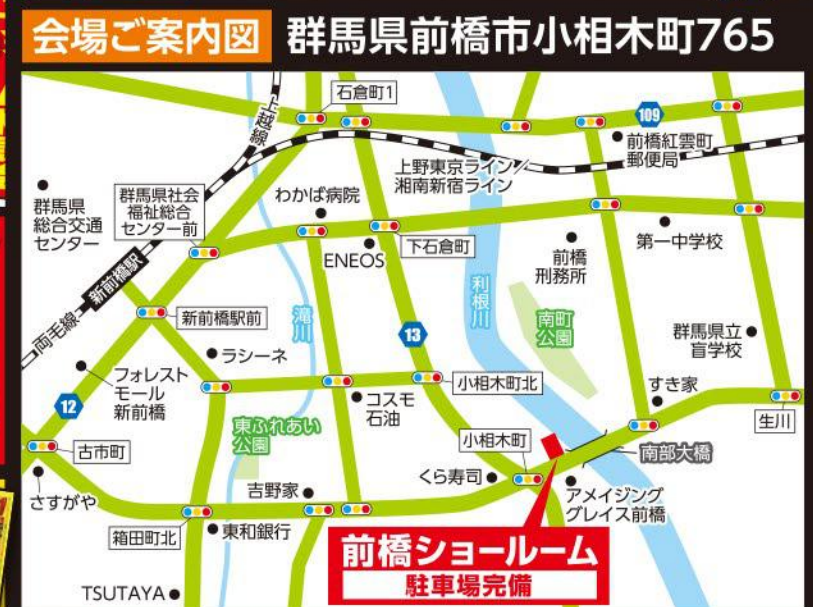 会場ご案内図 群馬県前橋市小相木町765
石倉町1
上越線
109
前橋紅雲町
郵便局
上野東京ライン/
湘南新宿ライン
群馬県
総合交通
センター
群馬県社会
福祉総合
センター前
わかば病院
ENEOS
下石倉町
前橋
刑務所
第一中学校
新前橋駅
両毛線
新前橋駅前
滝川
利根川
南町
公園
13
群馬県立
盲学校
ラシーネ
フォレスト
モール
新前橋
12
小相木町北
コスモ
石油
すき家
生川
東ふれあい
公園
小相木町
南部大橋
古市町
さすがや
吉野家
くら寿司
アメイジング
グレイス前橋
箱田町北
東和銀行
前橋ショールーム
駐車場完備
TSUTAYA